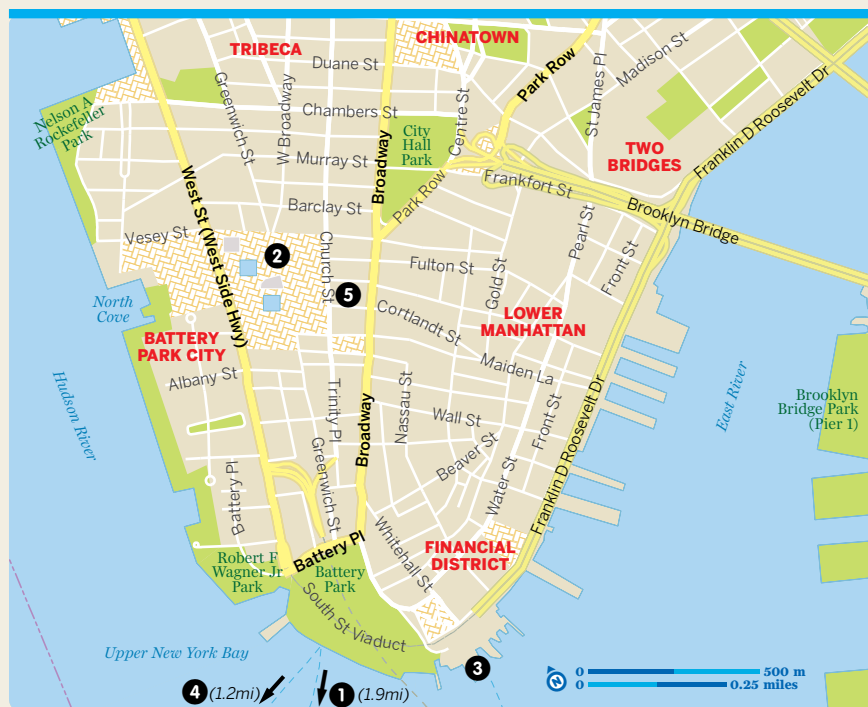 CHINATOWN
TRIBECA
Duane St
Madison St
Park Row
St James Pl
Greenwich St
W Broadway
Centre St
Chambers St
Nelson A
Rockefeller
Park
Broadway
City
Hall
Park
Franklin D Roosevelt Dr
TWO
BRIDGES
Murray St
Frankfort St
West St (West Side Hwy)
Park Row
Barclay St
Brooklyn Bridge
Vesey St
Church St
Pearl St
Front St
2
Fulton St
Gold St
5
North
Cove
LOWER
MANHATTAN
Cortlandt St
BATTERY
PARK CITY
Maiden La
Albany St
Hudson River
East River
Brooklyn
Bridge Park
(Pier 1)
Trinity Pl
Nassau St
Wall St
Front St
Broadway
Beaver St
Greenwich St
Water St
Franklin D Roosevelt Dr
Battery Pl
Whitehall St
FINANCIAL
DISTRICT
Battery Pl
Robert F
Wagner Jr
Park
Battery
Park
South St Viaduct
Upper New York Bay
3
N
0 500 m
0 0.25 miles
4 (1.2mi)
1 (1.9mi)